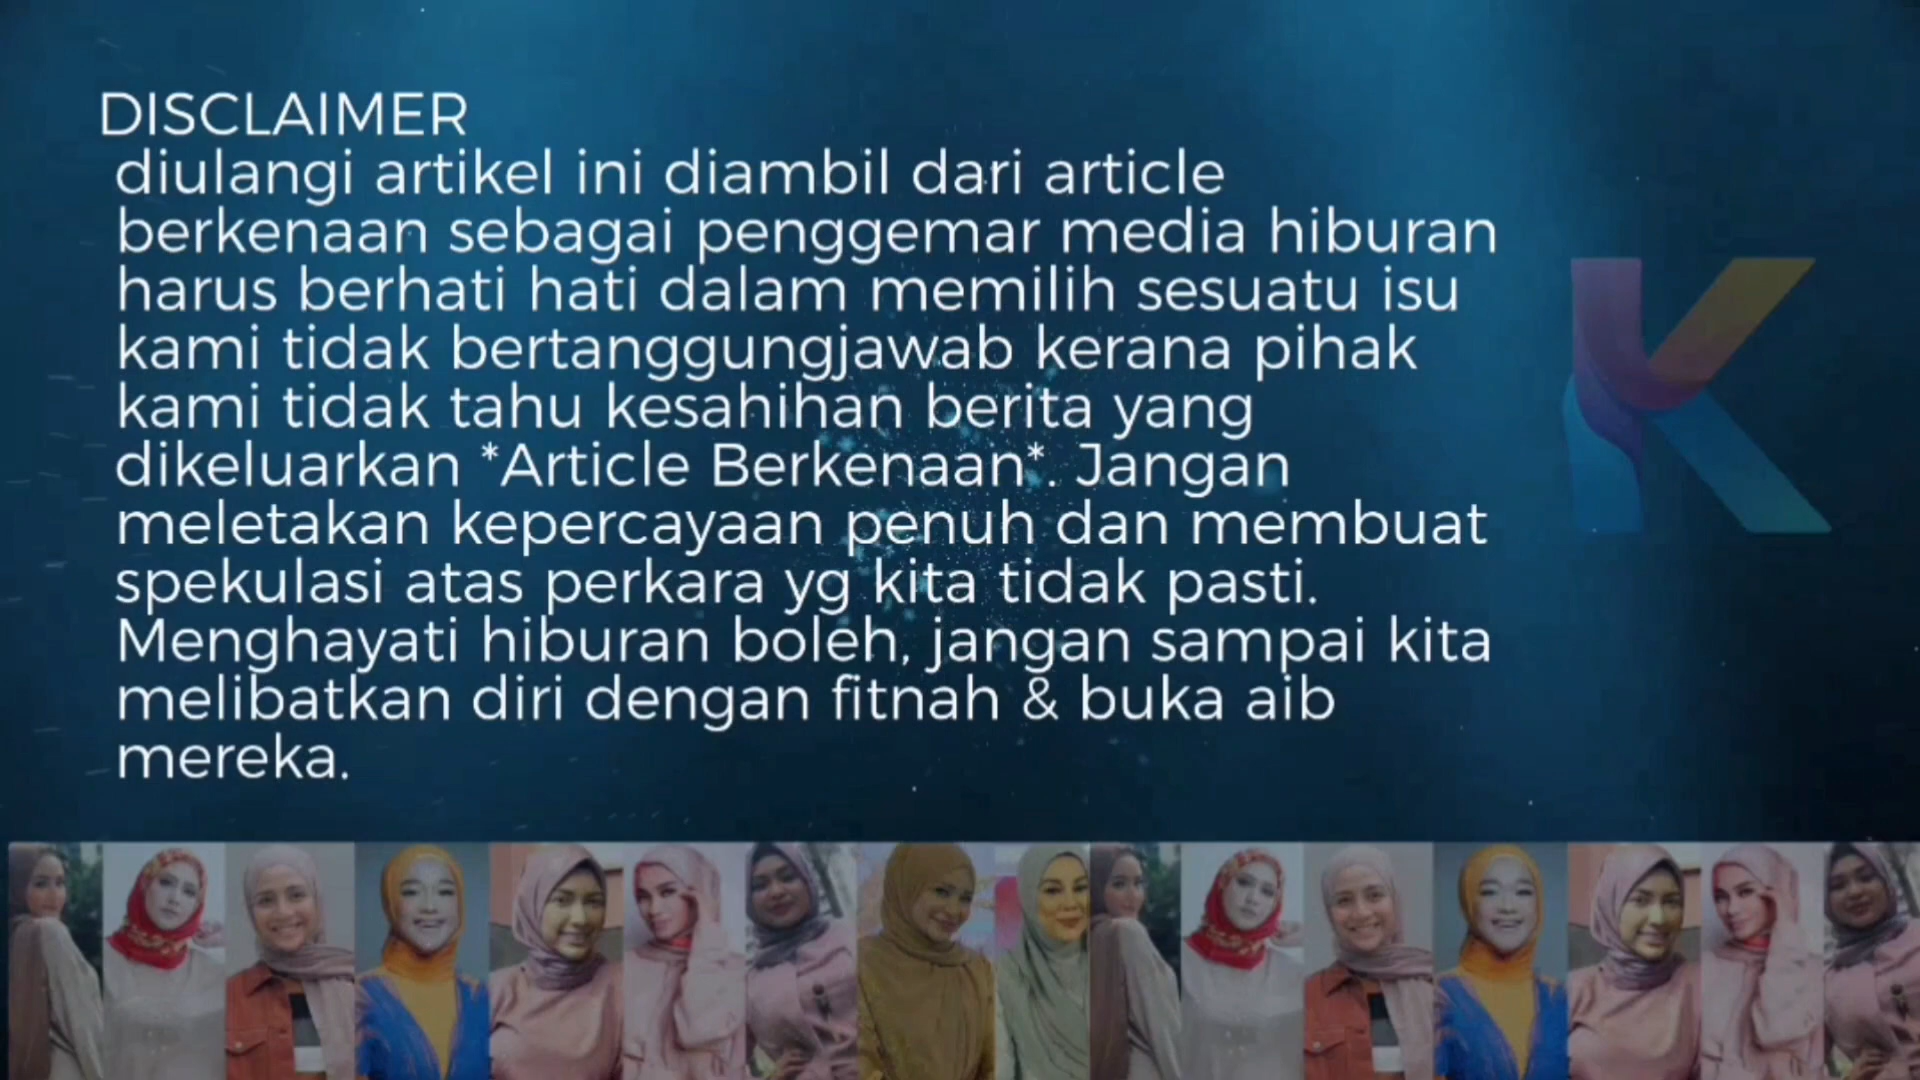 DISCLAIMER
diulangi artikel ini diambil dari article
berkenaan sebagai penggemar media hiburan
harus berhati hati dalam memilih sesuatu isu
kami tidak bertanggungjawab kerana pihak
kami tidak tahu kesahihan berita yang
dikeluarkan *Article Berkenaan*. Jangan
meletakan kepercayaan penuh dan membuat
spekulasi atas perkara yg kita tidak pasti.
Menghayati hiburan boleh, jangan sampai kita
melibatkan diri dengan fitnah & buka aib
mereka.
K